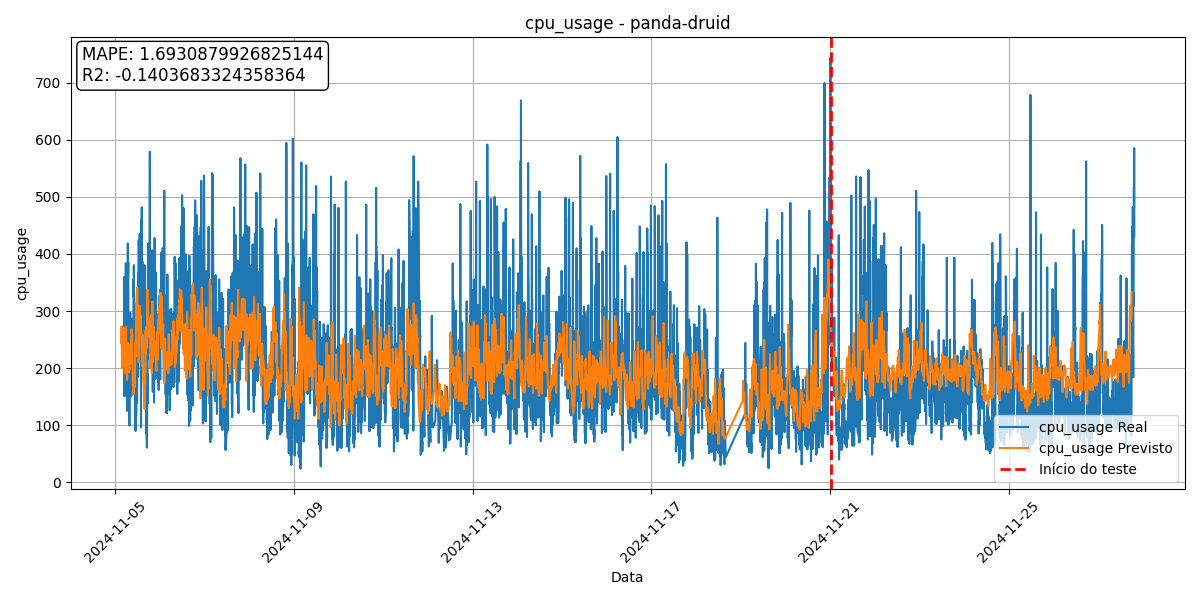 cpu_usage - panda-druid
MAPE: 1.6930879926825144
R2: -0.1403683324358364
cpu_usage
700
600
500
400
300
200
100
0
cpu_usage Real
cpu_usage Previsto
Início do teste
2024-11-05
2024-11-09
2024-11-13
2024-11-17
2024-11-21
2024-11-25
Data